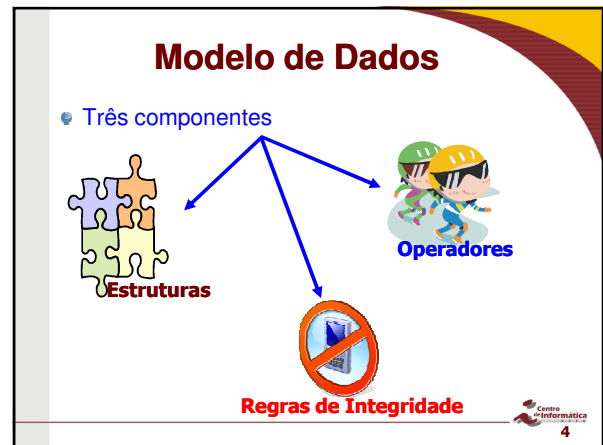 Modelo de Dados
Três componentes
Operadores
Estruturas
Regras de Integridade
Centro
de Informática
U F P E
4